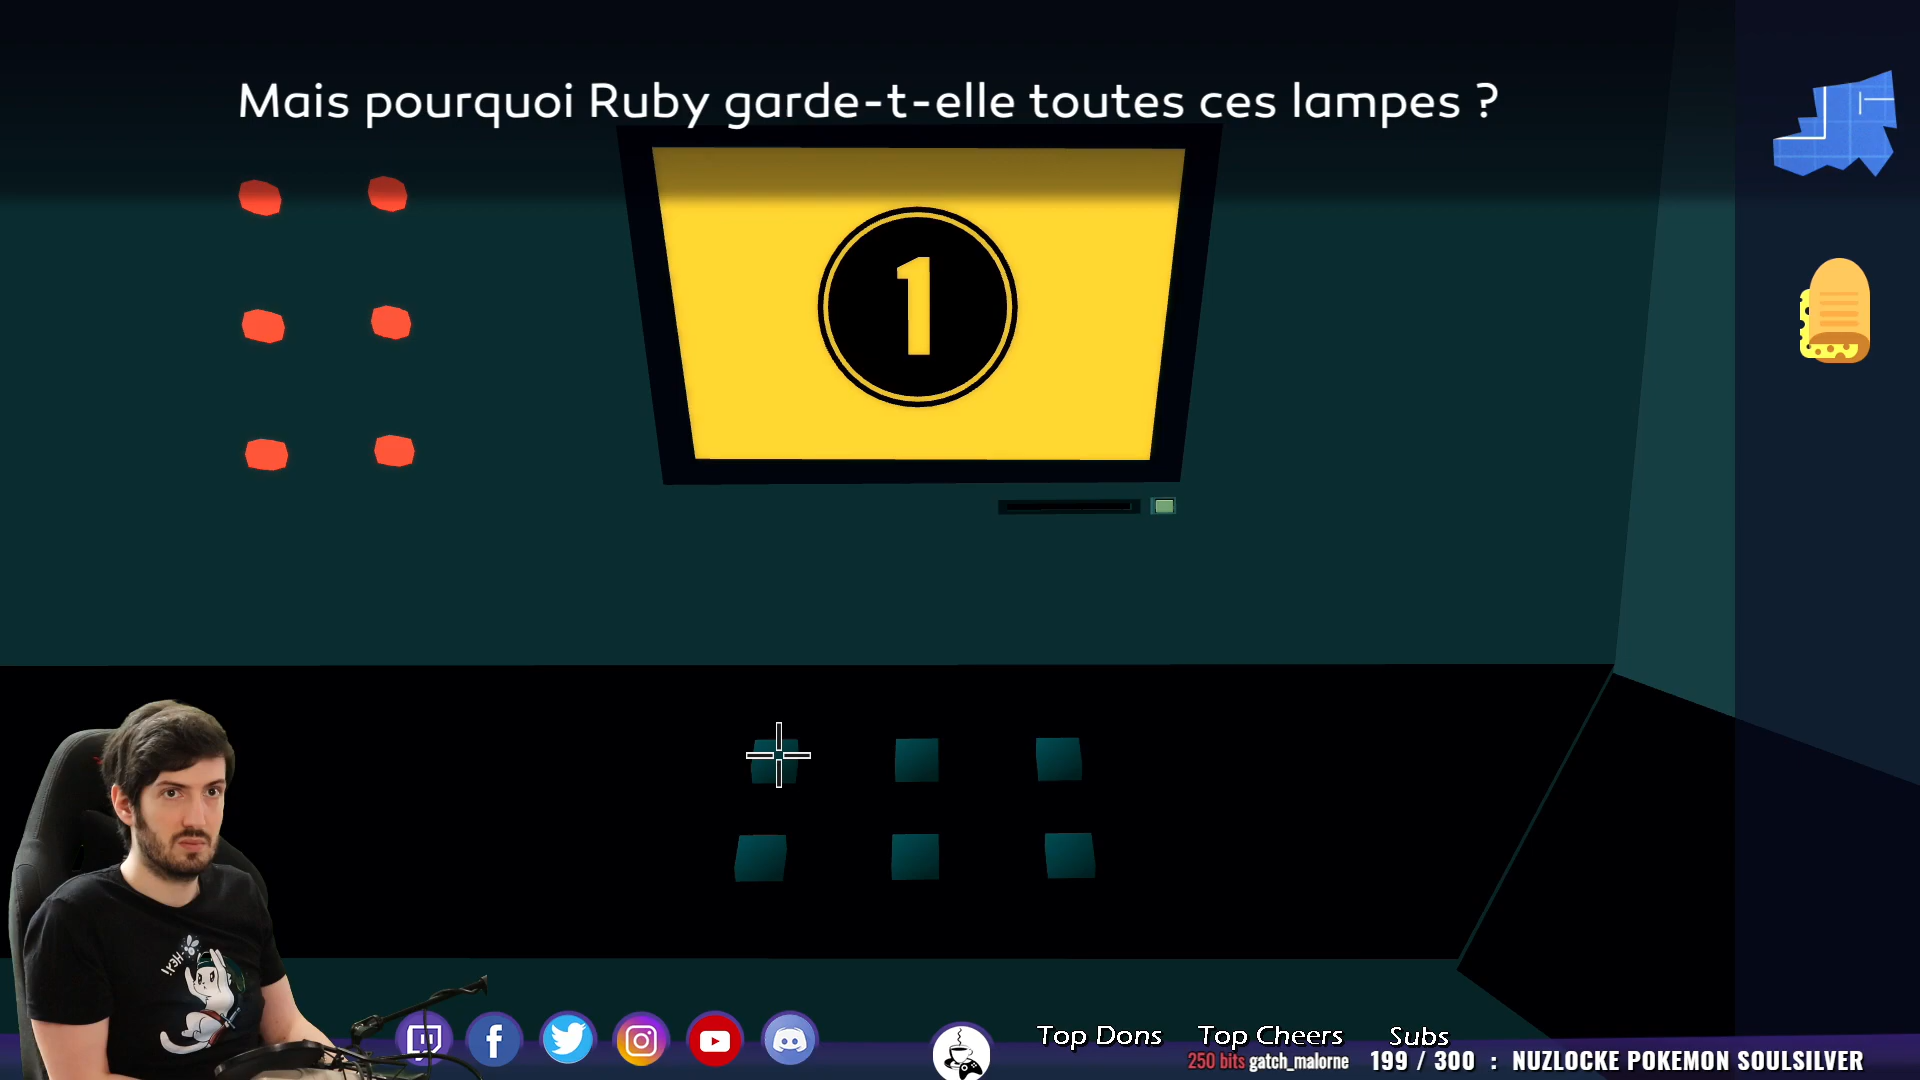 Mais pourquoi Ruby garde-t-elle toutes ces lampes ?
1
HEY!
Top Dons Top Cheers Subs
250 bits gatch_malorne 199 / 300 : NUZLOCKE POKEMON SOULSILVER